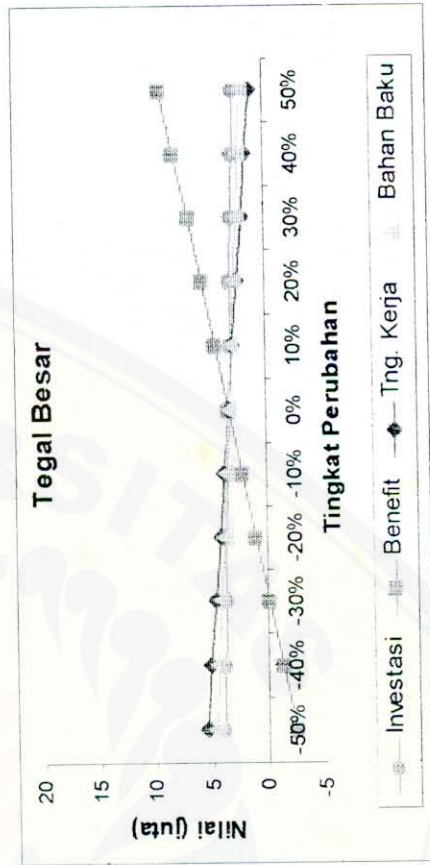 Tegal Besar
Nilai (juta)
20
15
10
5
0
-5
-50% -40% -30% -20% -10% 0% 10% 20% 30% 40% 50%
Tingkat Perubahan
Investasi Benefit Tng. Kerja Bahan Baku
SITAS